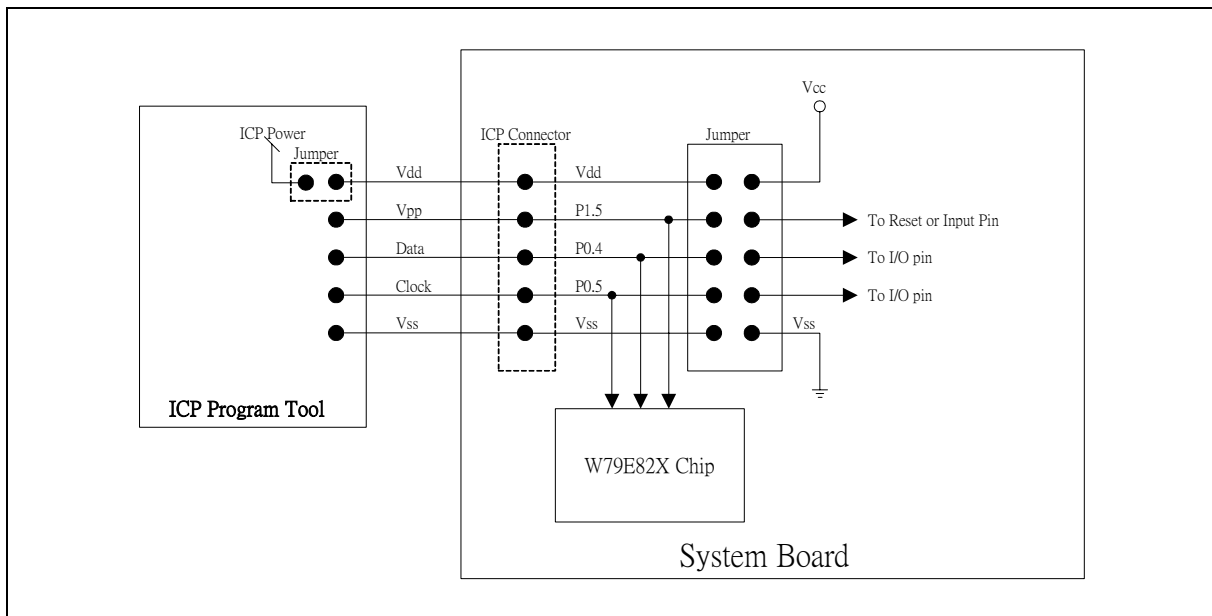 Vcc
ICP Power
Jumper
ICP Connector
Jumper
Vdd
Vdd
Vpp
P1.5
To Reset or Input Pin
Data
P0.4
To I/O pin
Clock
P0.5
To I/O pin
Vss
Vss
Vss
ICP Program Tool
W79E82X Chip
System Board